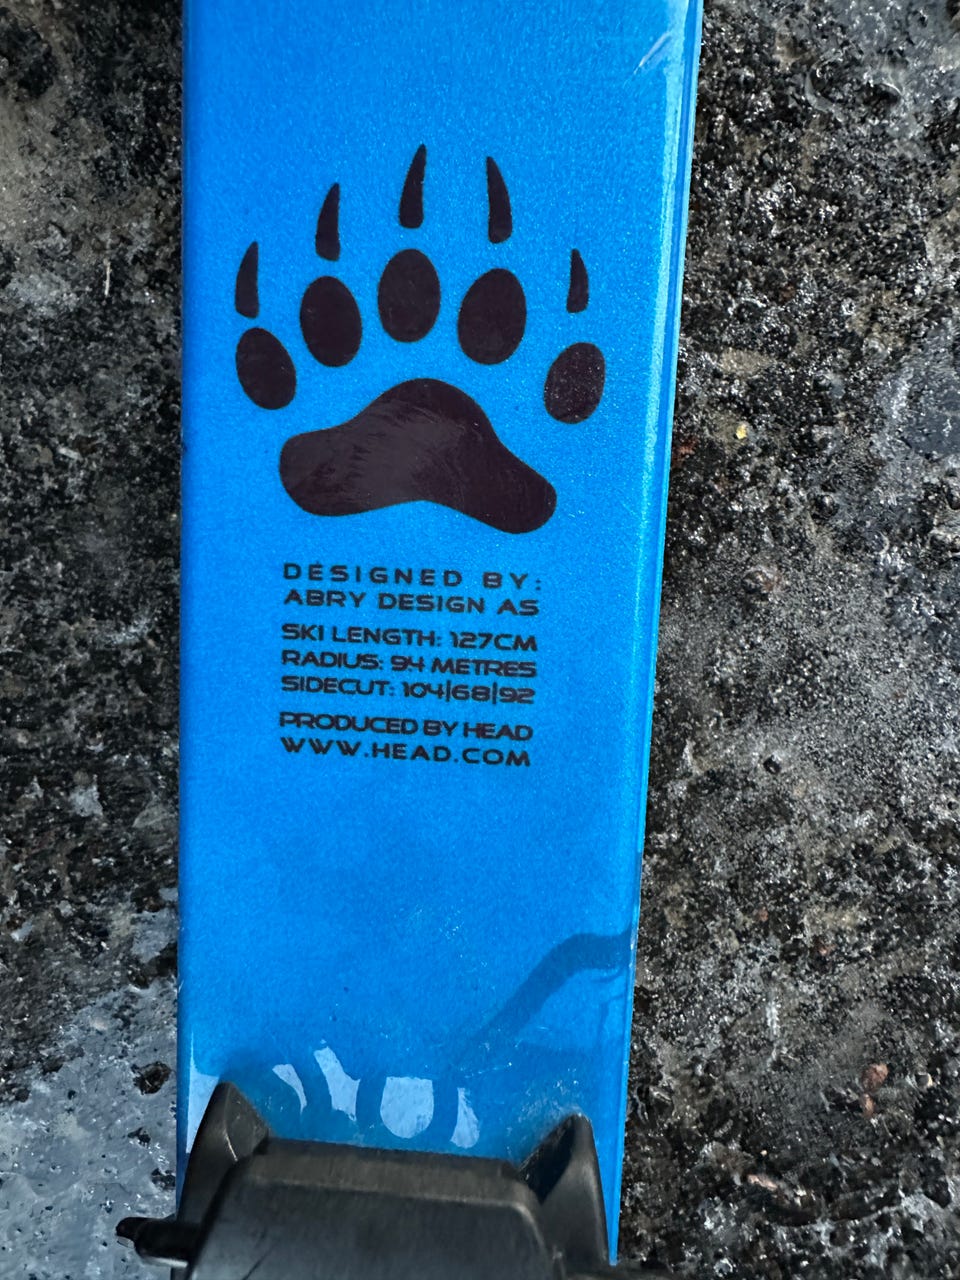 DESIGNED BY:
ABRY DESIGN AS
SKI LENGTH: 127CM
RADIUS: 94 METRES
SIDECUT: 104|68|92
PRODUCED BY HEAD
WWW.HEAD.COM